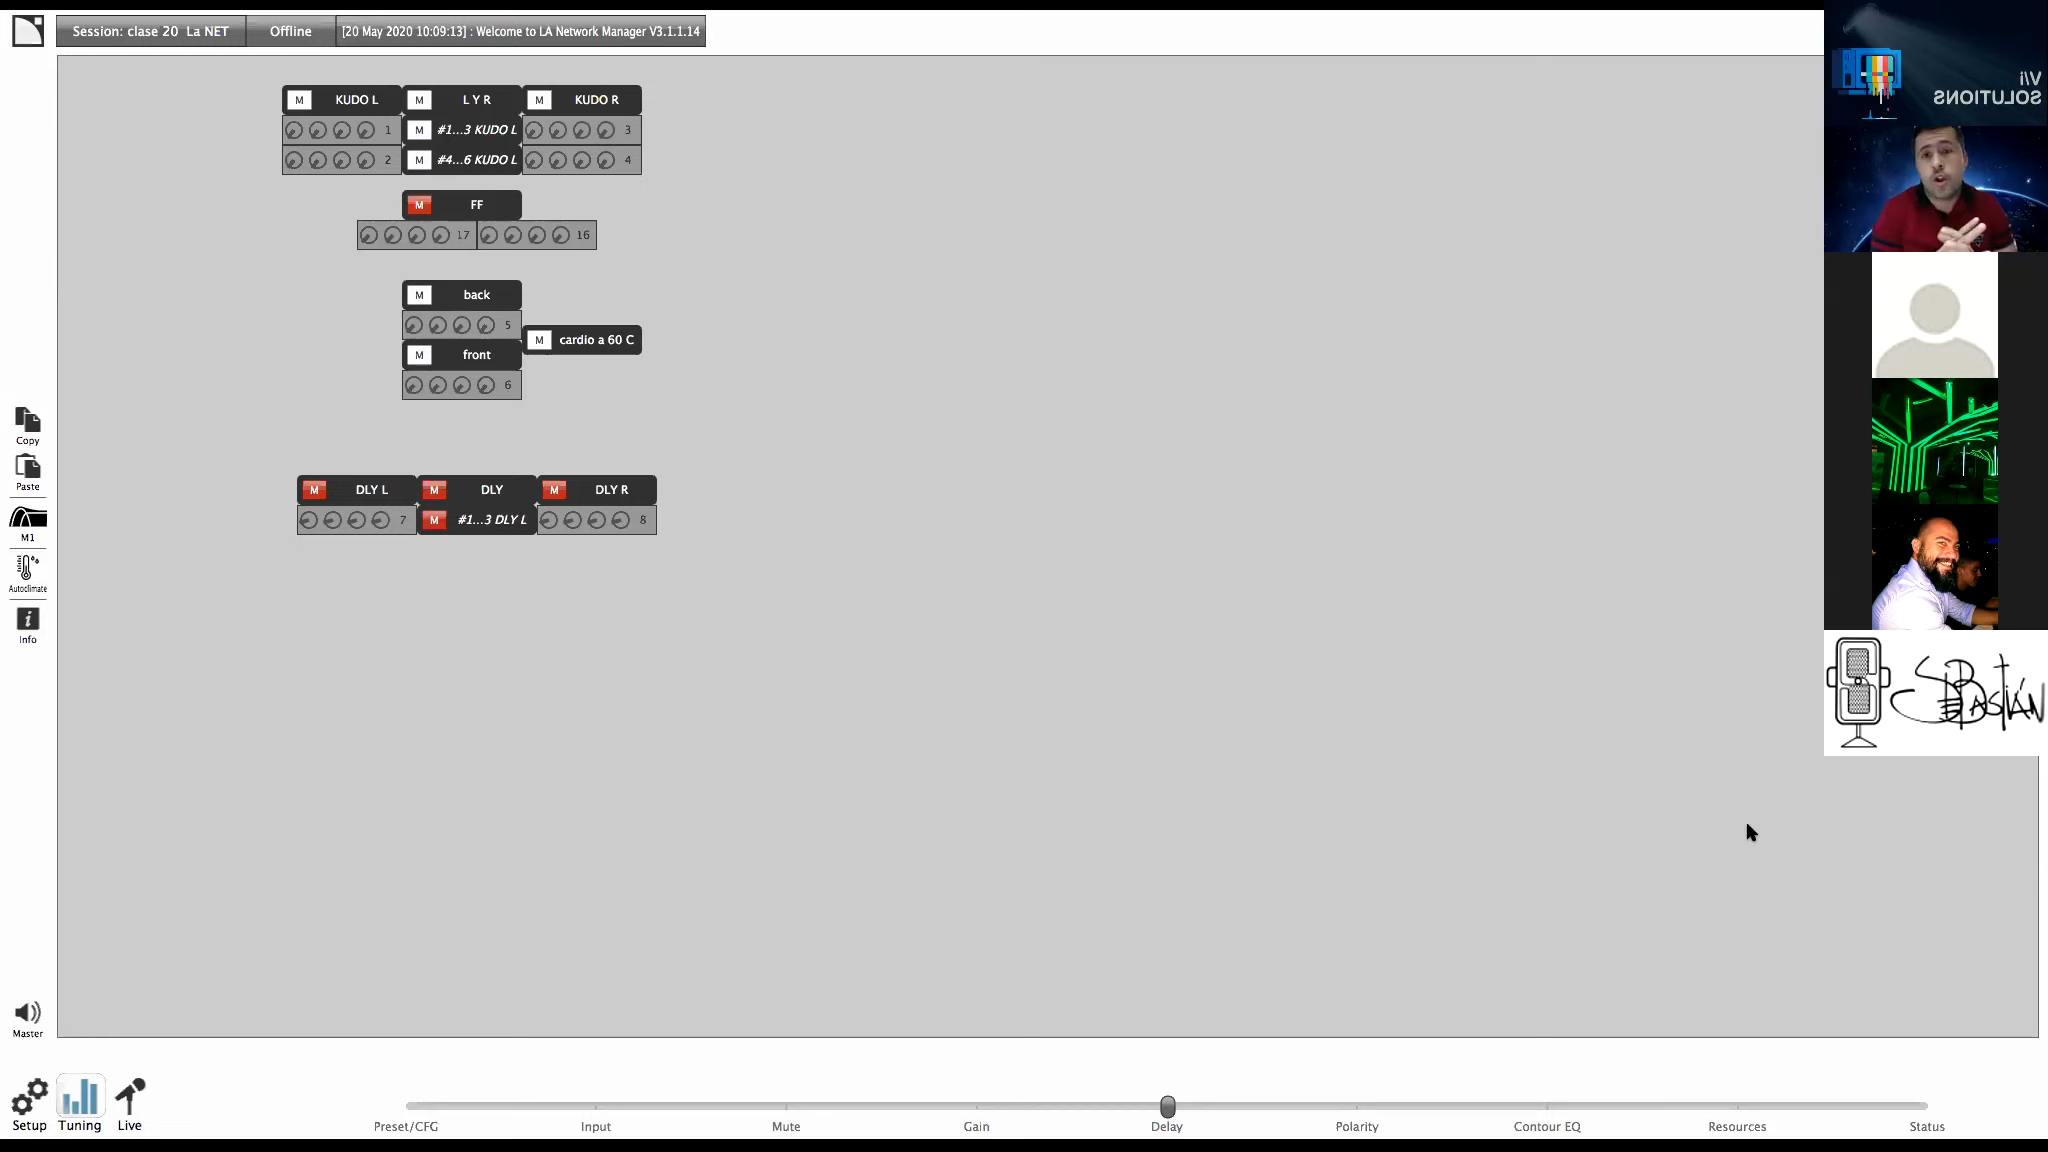 Session: clase 20 La NET
Offline
[20 May 2020 10:09:13] : Welcome to LA Network Manager V3.1.1.14
V/I
SOLUTIONS
M KUDO L M L Y R M KUDO R
1 M #1...3 KUDO L 3
2 M #4...6 KUDO L 4
M FF
17 16
M back
5
M cardio a 60 C
M front
6
M DLY L M DLY M DLY R
7 M #1...3 DLY L 8
Copy
Paste
M1
Autoclimate
Info
Master
SEBASTIÁN
Setup Tuning Live
Preset/CFG Input Mute Gain Delay Polarity Contour EQ Resources Status